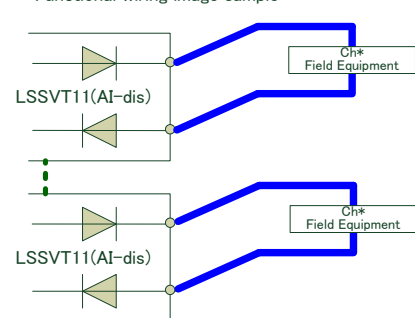 Functional wiring image sample
Ch*
Field Equipment
LSSVT11(AI-dis)
Ch*
Field Equipment
LSSVT11(AI-dis)